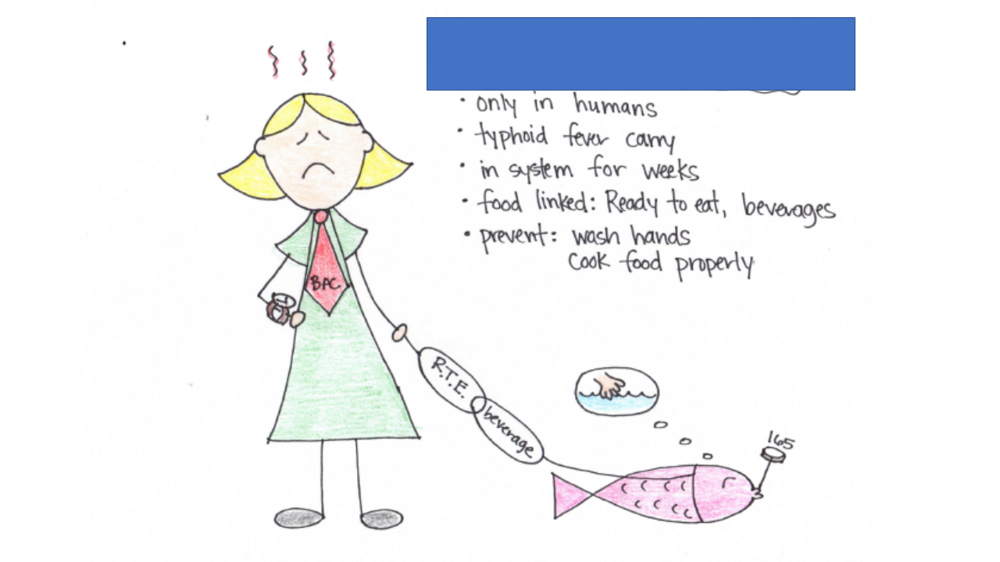 • only in humans
• typhoid fever carry
• in system for weeks
• food linked: Ready to eat, beverages
• prevent: wash hands
cook food properly
BAC
R.T.E.
beverage
165